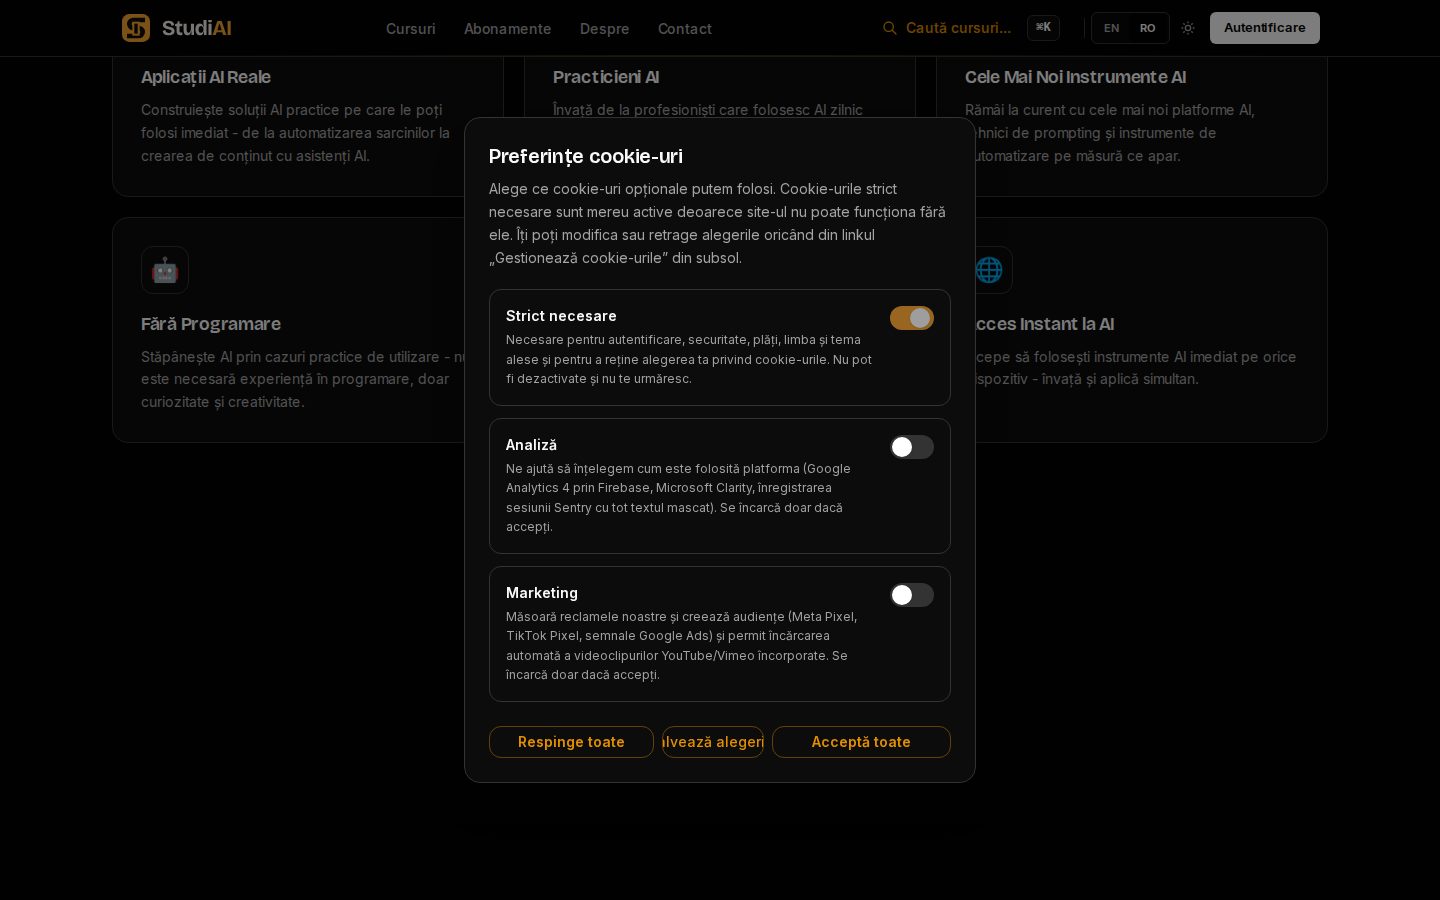 StudiAI
Cursuri
Abonamente
Despre
Contact
Caută cursuri...
⌘K
EN
RO
Autentificare
Aplicații AI Reale
Construiește soluții AI practice pe care le poți
folosi imediat - de la automatizarea sarcinilor la
crearea de conținut cu asistenți AI.
Practicieni AI
Învață de la profesioniști care folosesc AI zilnic
Cele Mai Noi Instrumente AI
Rămâi la curent cu cele mai noi platforme AI,
de prompting și instrumente de
pe măsură ce apar.
Preferințe cookie-uri
Alege ce cookie-uri opționale putem folosi. Cookie-urile strict
necesare sunt mereu active deoarece site-ul nu poate funcționa fără
ele. Îți poți modifica sau retrage alegerile oricând din linkul
„Gestionează cookie-urile” din subsol.
Strict necesare
Necesare pentru autentificare, securitate, plăți, limba și tema
alese și pentru a reține alegerea ta privind cookie-urile. Nu pot
fi dezactivate și nu te urmăresc.
Analiză
Ne ajută să înțelegem cum este folosită platforma (Google
Analytics 4 prin Firebase, Microsoft Clarity, înregistrarea
sesiunii Sentry cu tot textul mascat). Se încarcă doar dacă
accepți.
Marketing
Măsoară reclamele noastre și creează audiențe (Meta Pixel,
TikTok Pixel, semnale Google Ads) și permit încărcarea
automată a videoclipurilor YouTube/Vimeo încorporate. Se
încarcă doar dacă accepți.
Respinge toate
lvează alegeri
Acceptă toate
Fără Programare
Stăpânește AI prin cazuri practice de utilizare -
este necesară experiență în programare, doar
curiozitate și creativitate.
Instant la AI
să folosești instrumente AI imediat pe orice
- învață și aplică simultan.